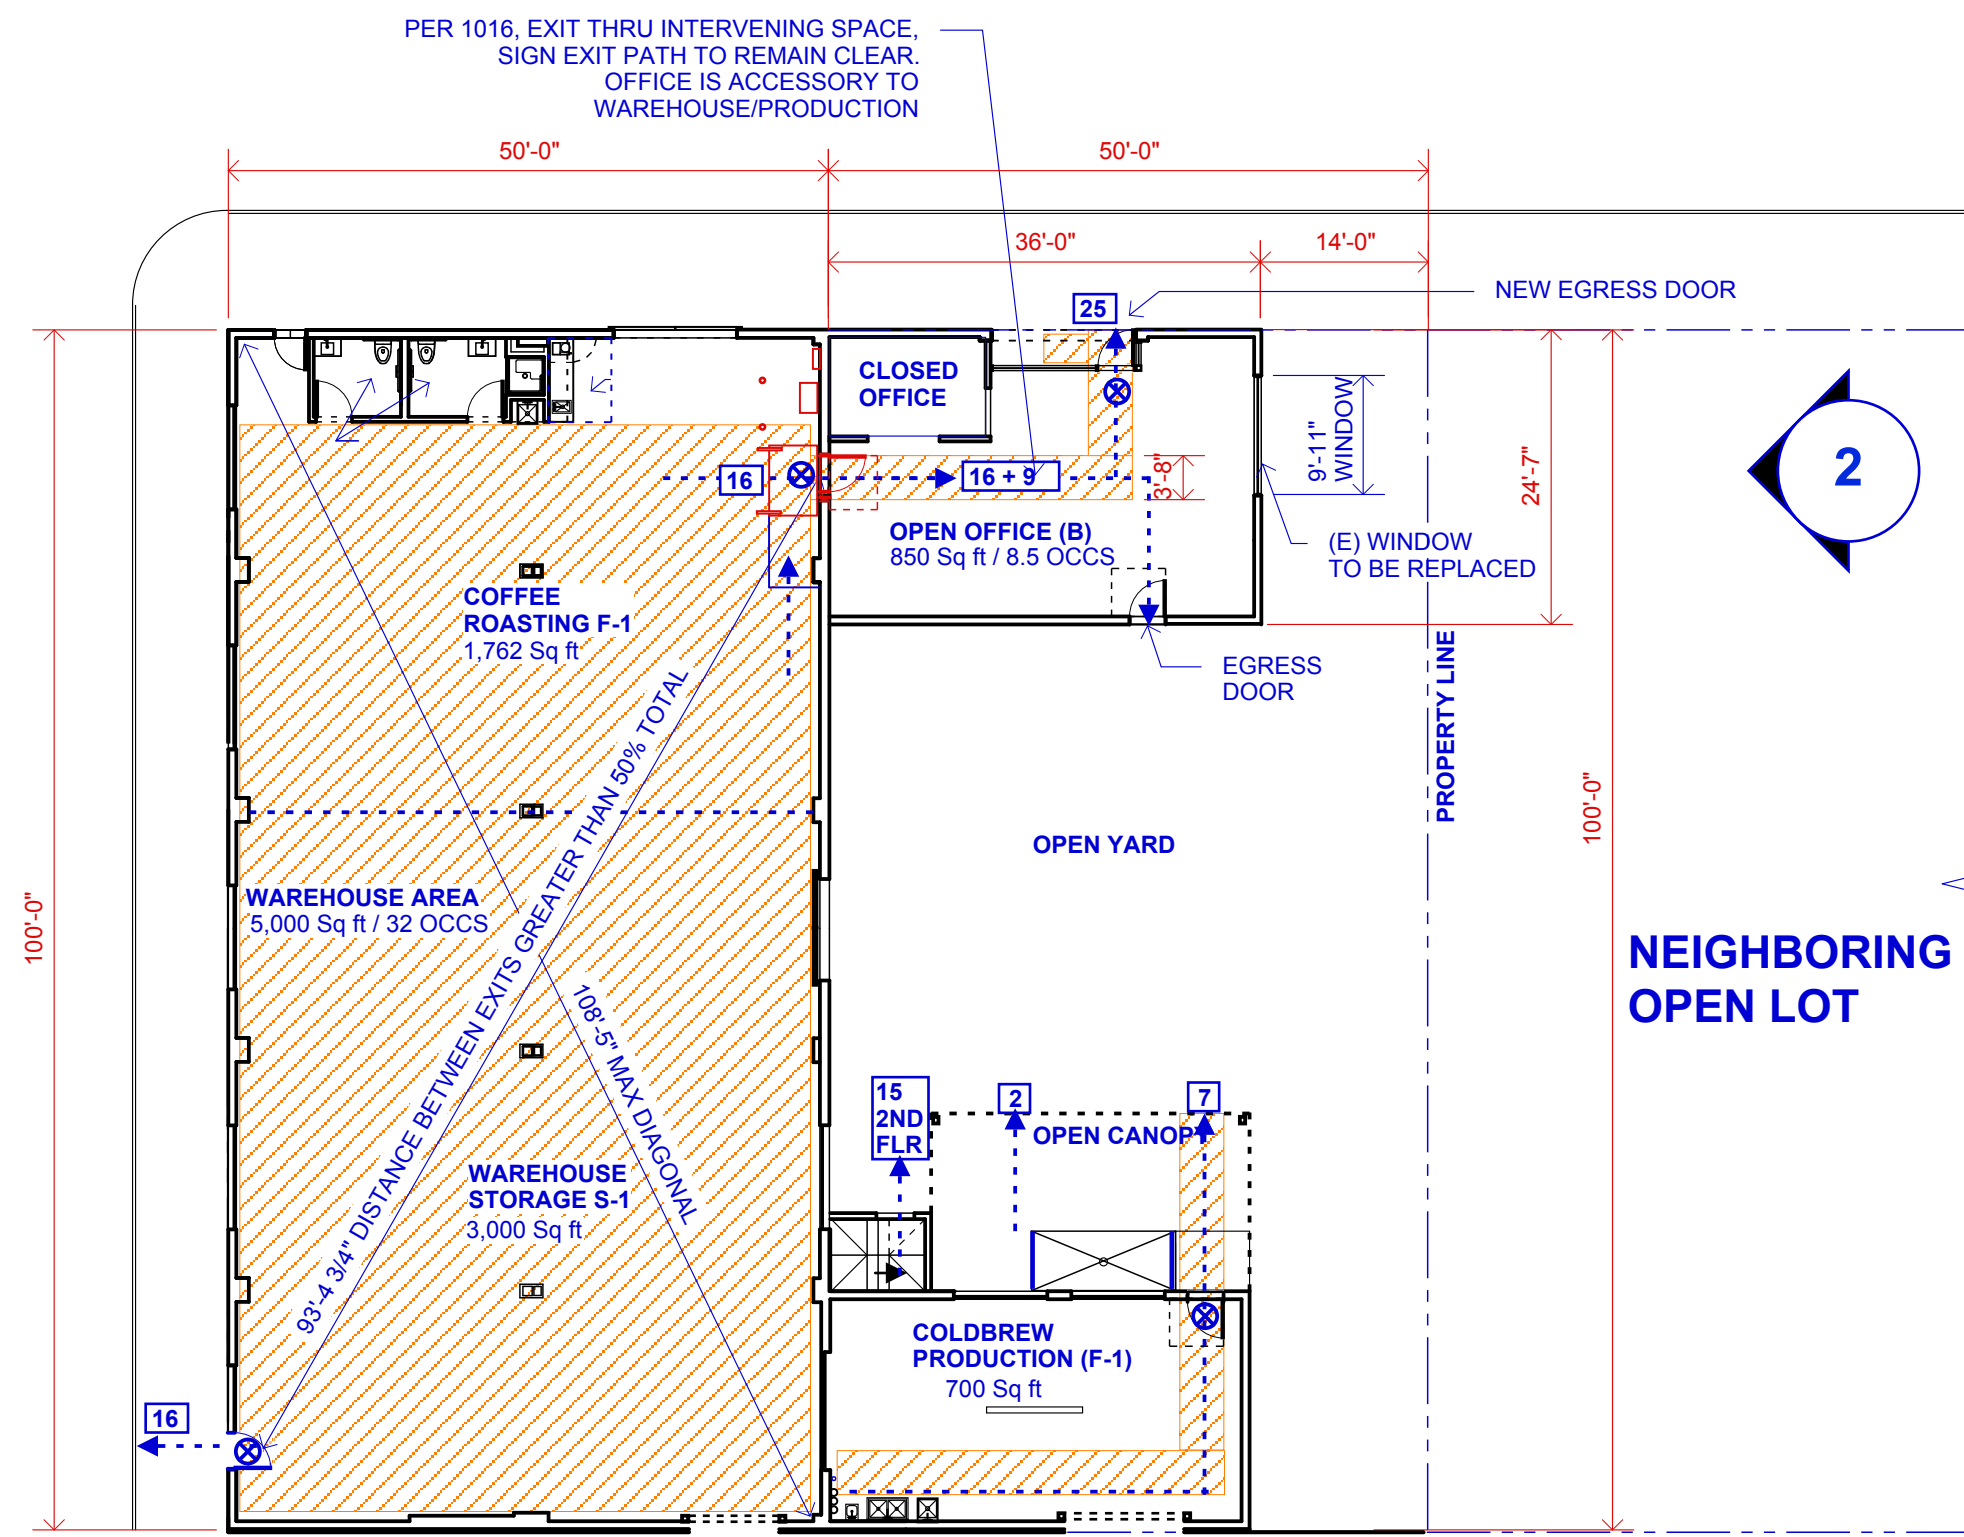 PER 1016, EXIT THRU INTERVENING SPACE,
SIGN EXIT PATH TO REMAIN CLEAR.
OFFICE IS ACCESSORY TO
WAREHOUSE/PRODUCTION
50'-0"
50'-0"
36'-0"
14'-0"
NEW EGRESS DOOR
25
CLOSED
OFFICE
9'-11"
WINDOW
24'-7"
2
16
16 + 9
3'-8"
OPEN OFFICE (B)
850 Sq ft / 8.5 OCCS
(E) WINDOW
TO BE REPLACED
COFFEE
ROASTING F-1
1,762 Sq ft
EGRESS
DOOR
PROPERTY LINE
100'-0"
OPEN YARD
WAREHOUSE AREA
5,000 Sq ft / 32 OCCS
100'-0"
NEIGHBORING
OPEN LOT
93'-4 3/4" DISTANCE BETWEEN EXITS GREATER THAN 50% TOTAL
108'-5" MAX DIAGONAL
15
2ND
FLR
2
7
OPEN CANOPY
WAREHOUSE
STORAGE S-1
3,000 Sq ft
COLDBREW
PRODUCTION (F-1)
700 Sq ft
16